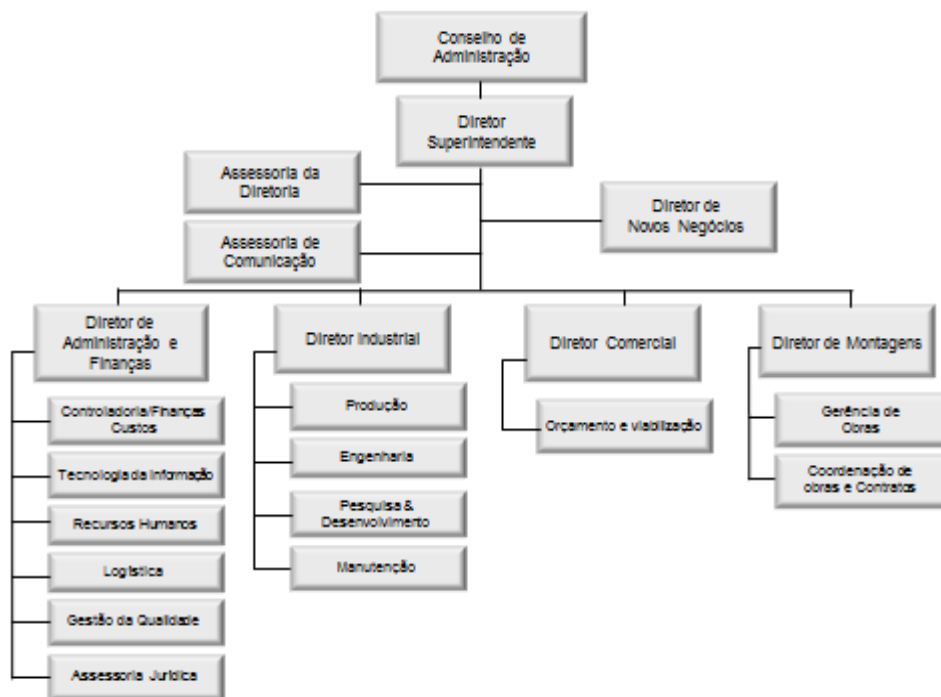 Conselho de
Administração
Diretor
Superintendente
Assessoria da
Diretoria
Diretor de
Novos Negócios
Assessoria de
Comunicação
Diretor de
Administração e
Finanças
Diretor Industrial
Diretor Comercial
Diretor de Montagens
Controladoria/Finanças
Custos
Tecnologia da Informação
Recursos Humanos
Logística
Gestão da Qualidade
Assessoria Jurídica
Produção
Engenharia
Pesquisa &
Desenvolvimento
Manutenção
Orçamento e viabilização
Gerência de
Obras
Coordenação de
obras e Contratos